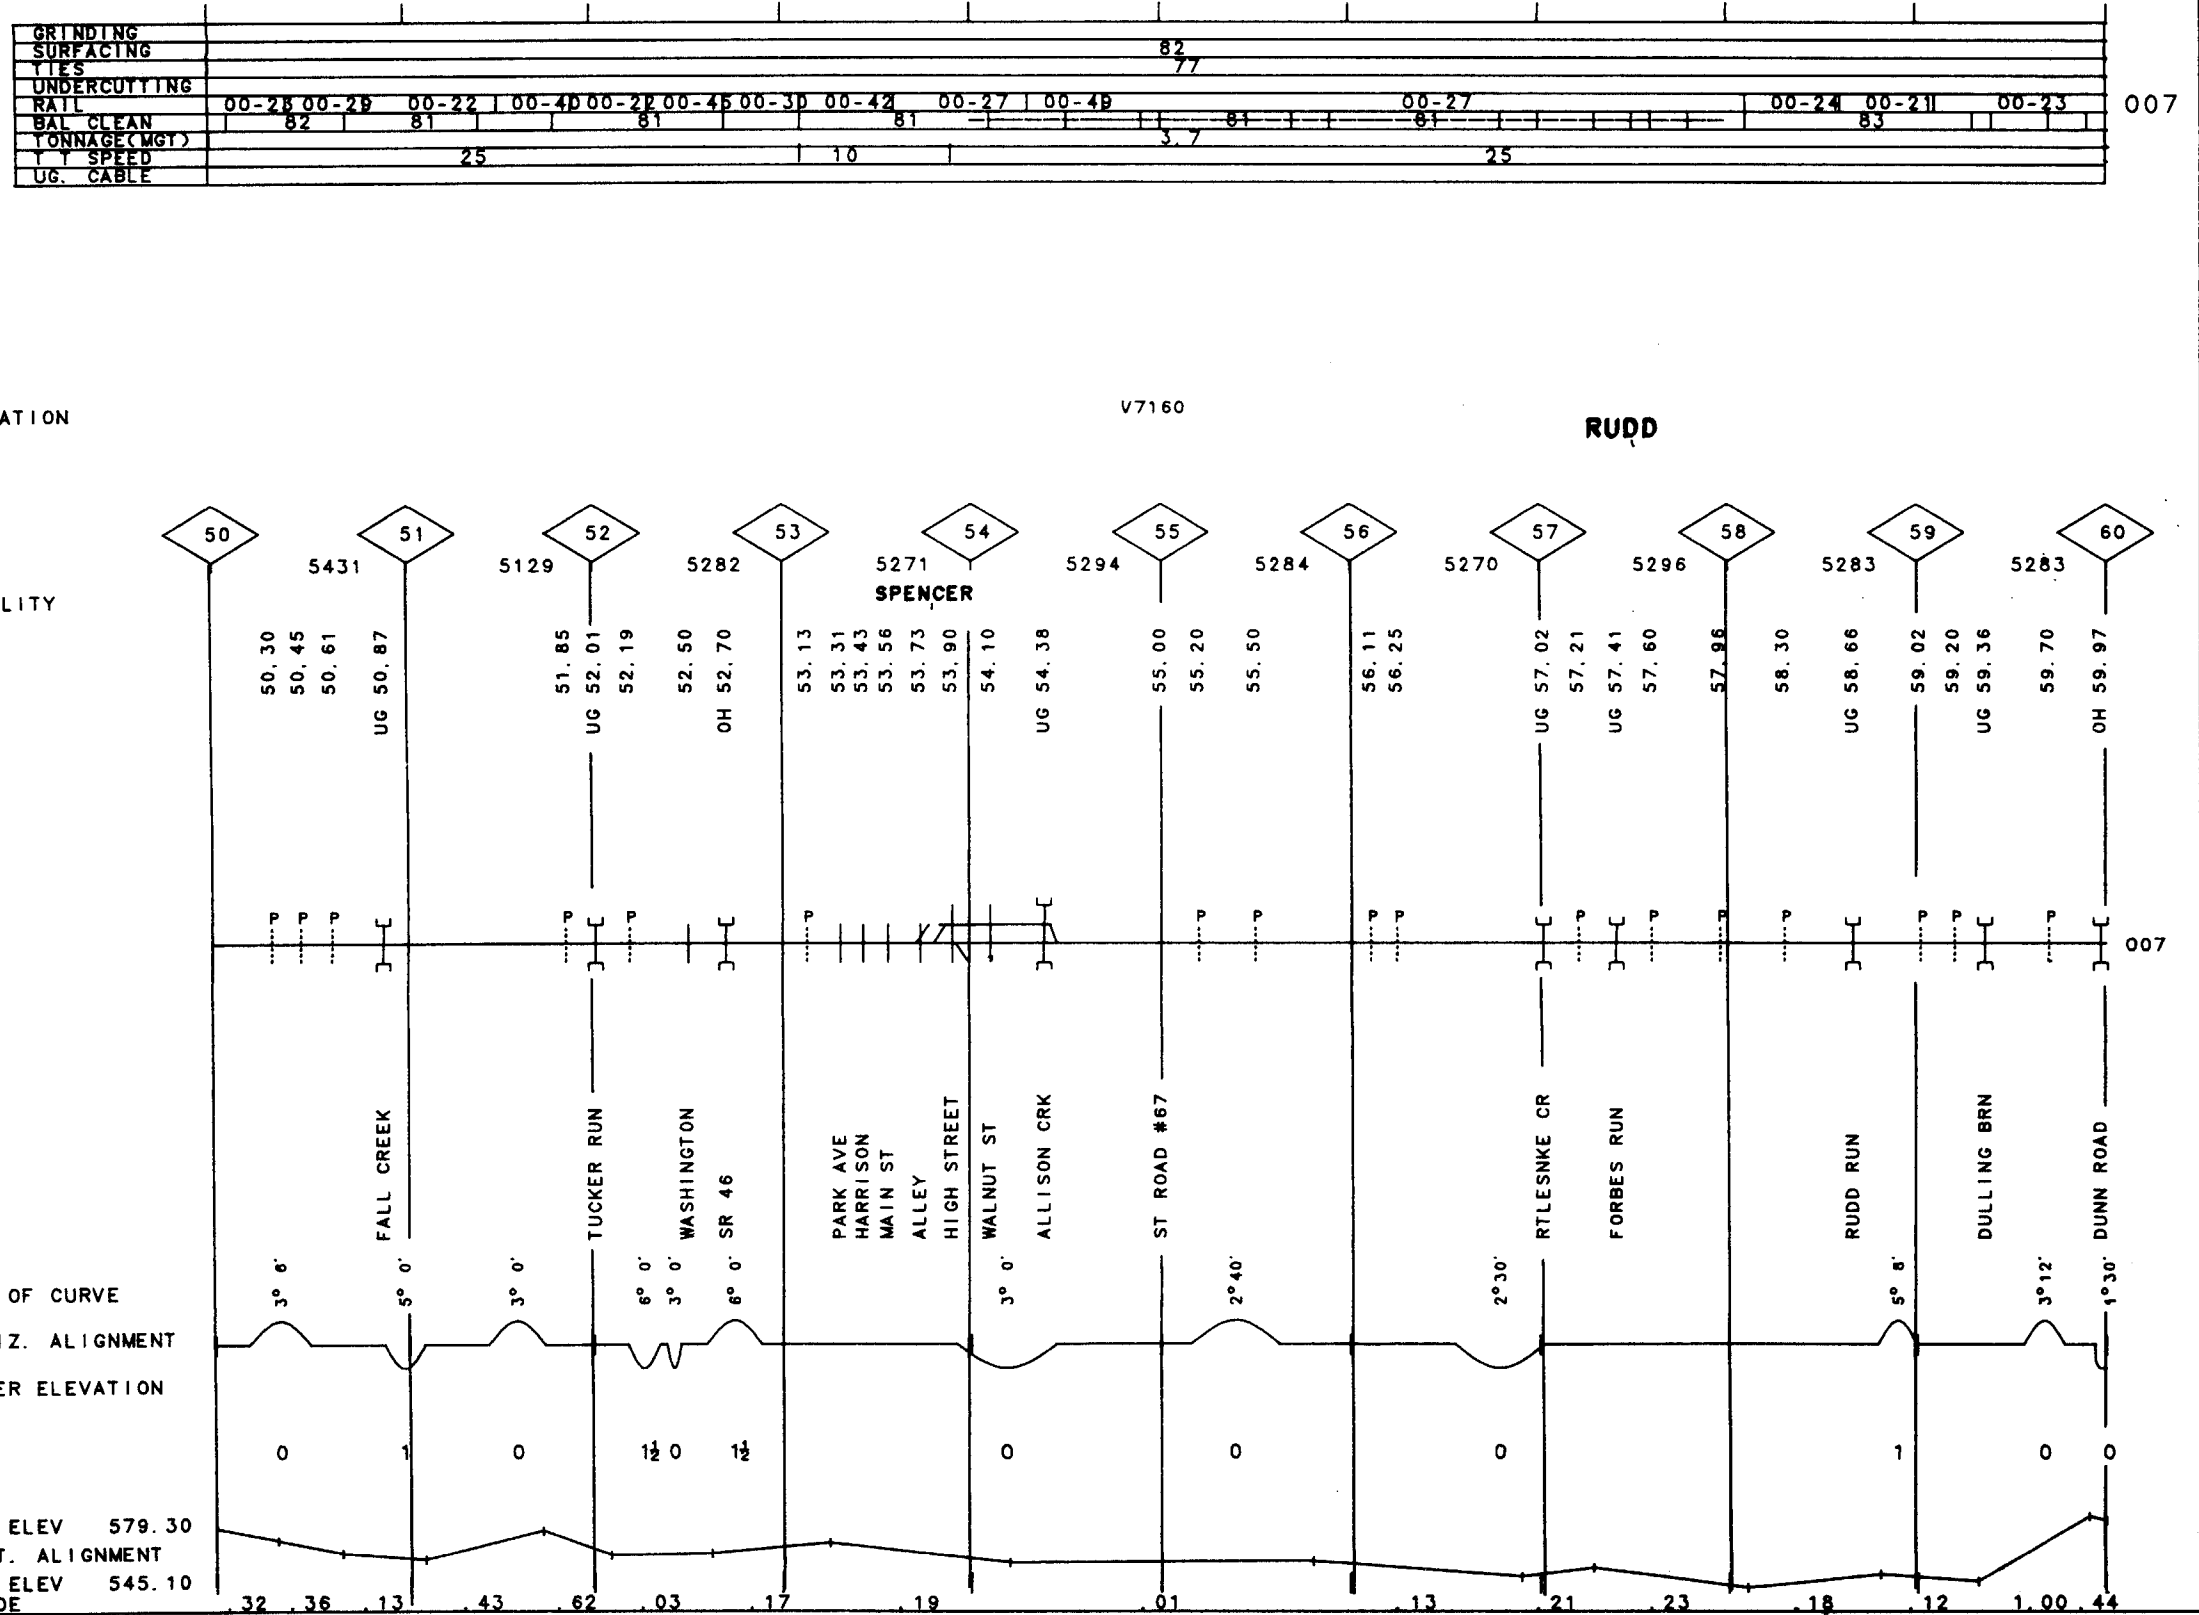 GRINDING
SURFACING 82
TIES 77
UNDERCUTTING
RAIL 00-28 00-29 00-22 00-40 00-22 00-45 00-30 00-42 00-27 00-49 00-27 00-24 00-21 00-23 007
BAL CLEAN 82 81 81 81 81 81 83
TONNAGE(MGT) 3.7
T T SPEED 25 10 25
UG. CABLE
ATION V7160 RUDD
50 51 52 53 54 55 56 57 58 59 60
5431 5129 5282 5271 5294 5284 5270 5296 5283 5283
LITY SPENCER
50.30 50.45 50.61 UG 50.87 51.85 UG 52.01 52.19 52.50 OH 52.70 53.13 53.31 53.43 53.56 53.73 53.90 54.10 UG 54.38 55.00 55.20 55.50 56.11 56.25 UG 57.02 57.21 UG 57.41 57.60 57.96 58.30 UG 58.66 59.02 59.20 UG 59.36 59.70 OH 59.97
P P P P P P P P P P P P P P P P P
007
FALL CREEK TUCKER RUN WASHINGTON SR 46 PARK AVE HARRISON MAIN ST ALLEY HIGH STREET WALNUT ST ALLISON CRK ST ROAD #67 RTLESNKE CR FORBES RUN RUDD RUN DULLING BRN DUNN ROAD
OF CURVE 3° 6' 5° 0' 3° 0' 6° 0' 3° 0' 6° 0' 3° 0' 2°40' 2°30' 5° 8' 3°12' 1°30'
IZ. ALIGNMENT
ER ELEVATION
0 1 0 1½ 0 1½ 0 0 0 1 0 0
ELEV 579.30
T. ALIGNMENT
ELEV 545.10
DE .32 .36 .13 .43 .62 .03 .17 .19 .01 .13 .21 .23 .18 .12 1.00 .44